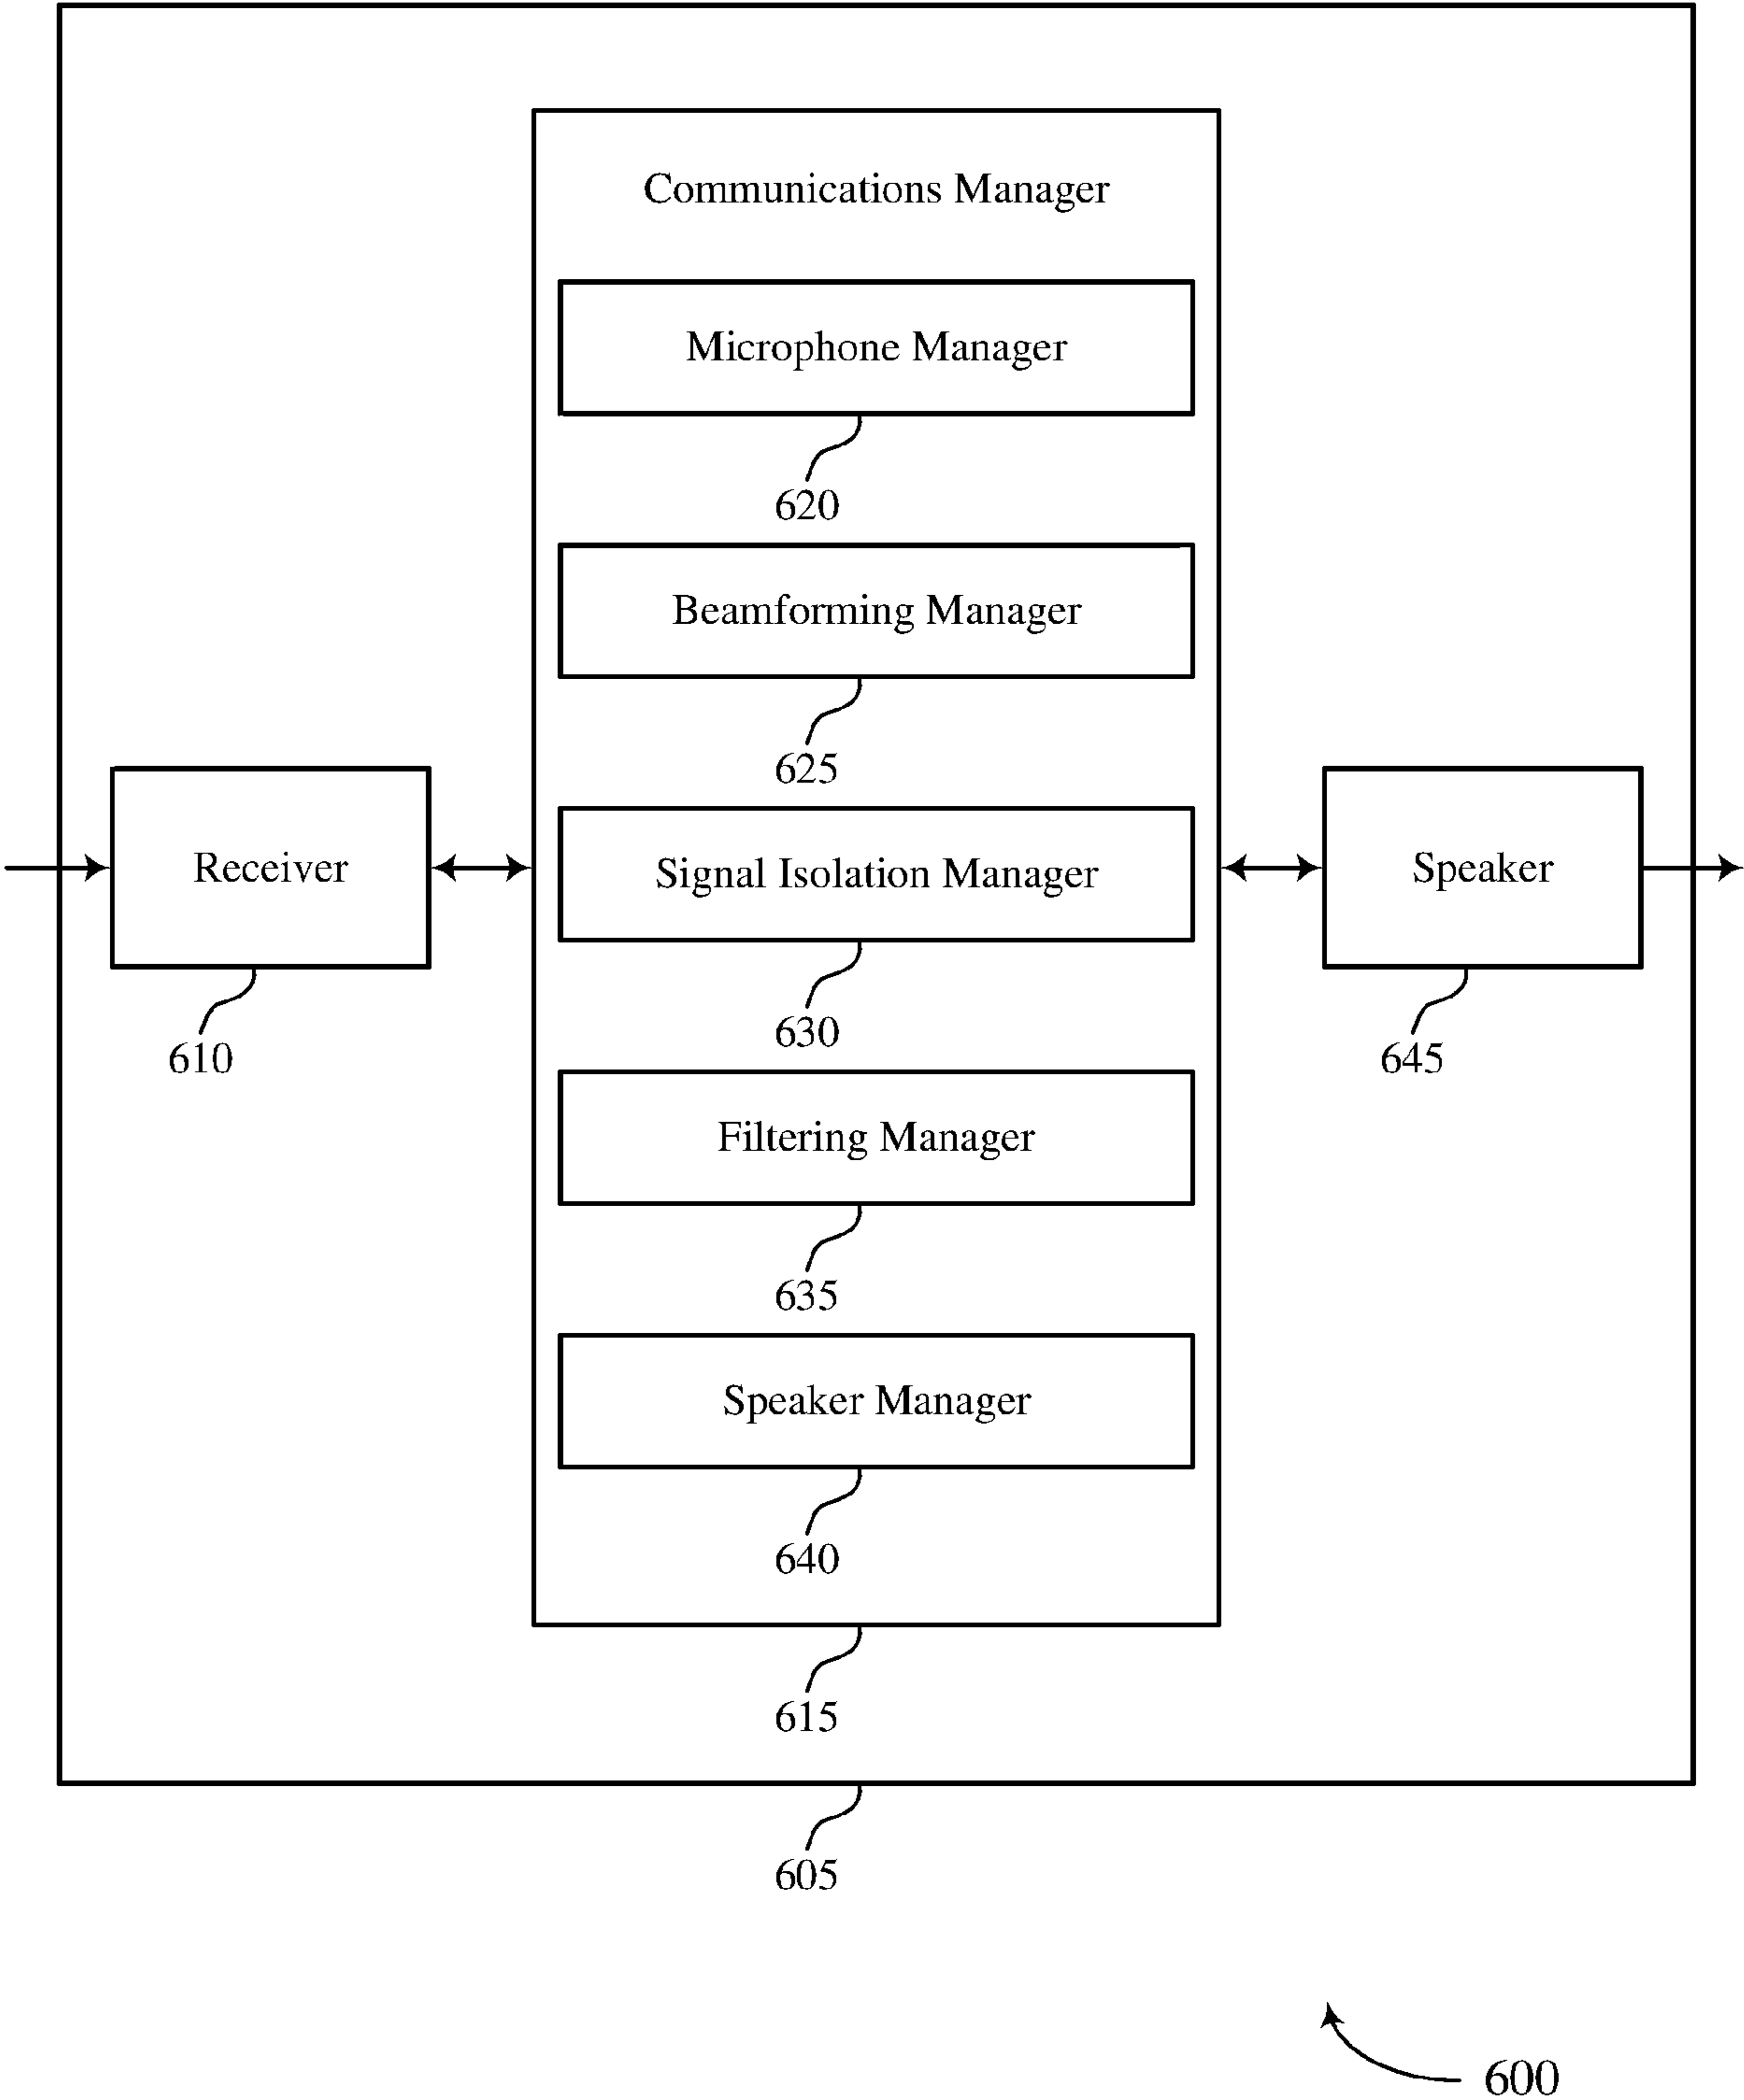 Communications Manager
Microphone Manager
620
Beamforming Manager
625
Receiver
610
Signal Isolation Manager
630
Speaker
645
Filtering Manager
635
Speaker Manager
640
615
605
600